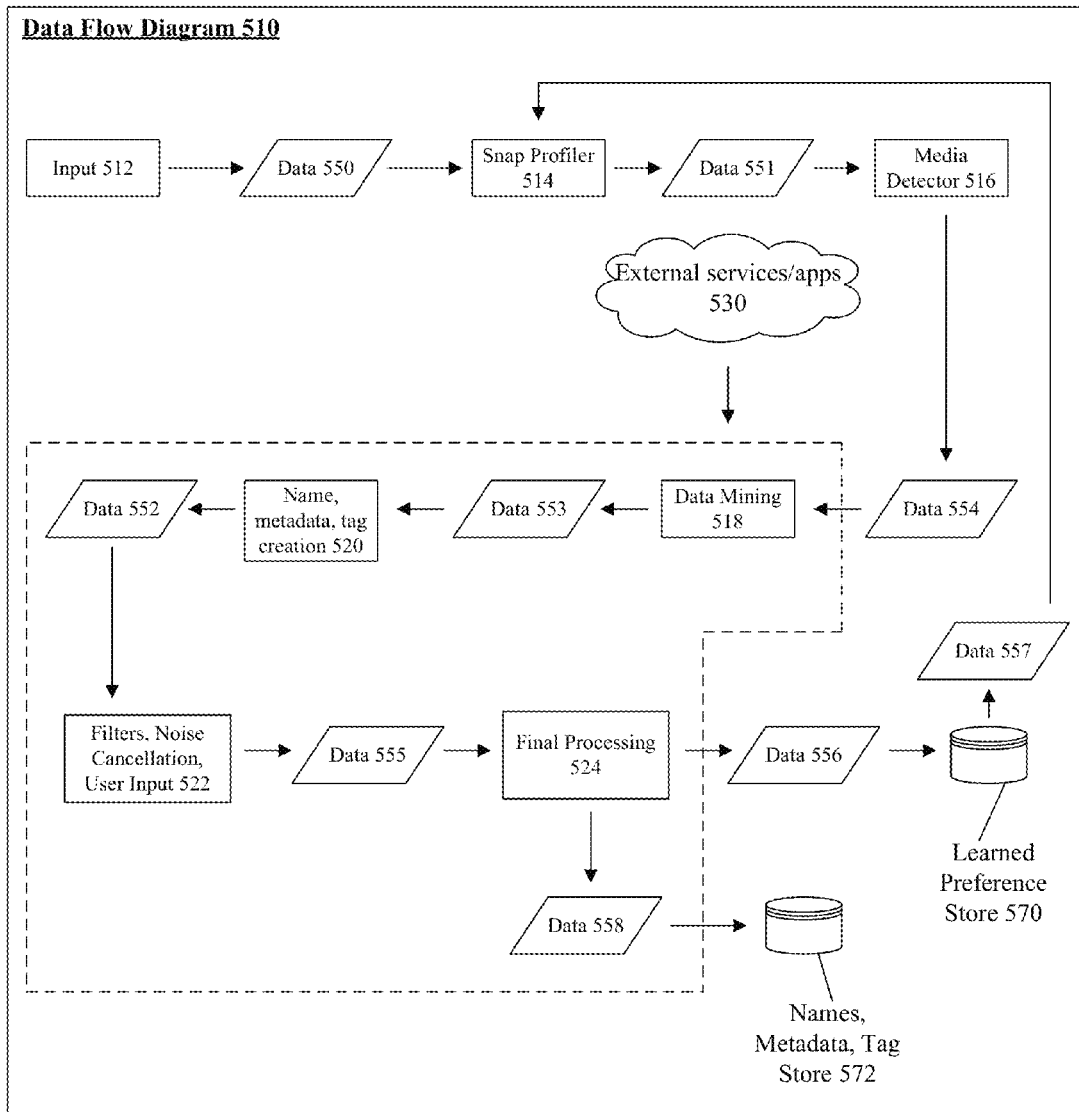 Data Flow Diagram 510
Input 512
Data 550
Snap Profiler
514
Data 551
Media
Detector 516
External services/apps
530
Data 552
Name,
metadata, tag
creation 520
Data 553
Data Mining
518
Data 554
Data 557
Filters, Noise
Cancellation,
User Input 522
Data 555
Final Processing
524
Data 556
Learned
Preference
Store 570
Data 558
Names,
Metadata, Tag
Store 572